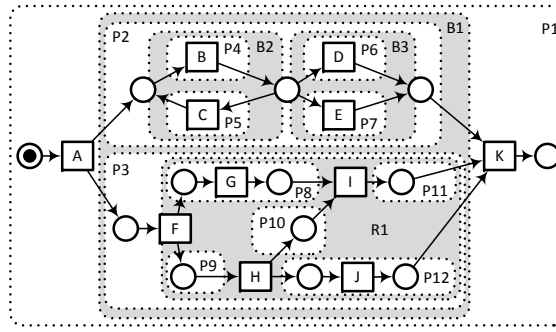 P2 B1 P1
B P4 B2 D P6 B3
C P5 E P7
A K
P3
G P8 I P11
F P10 R1
P9 H J P12